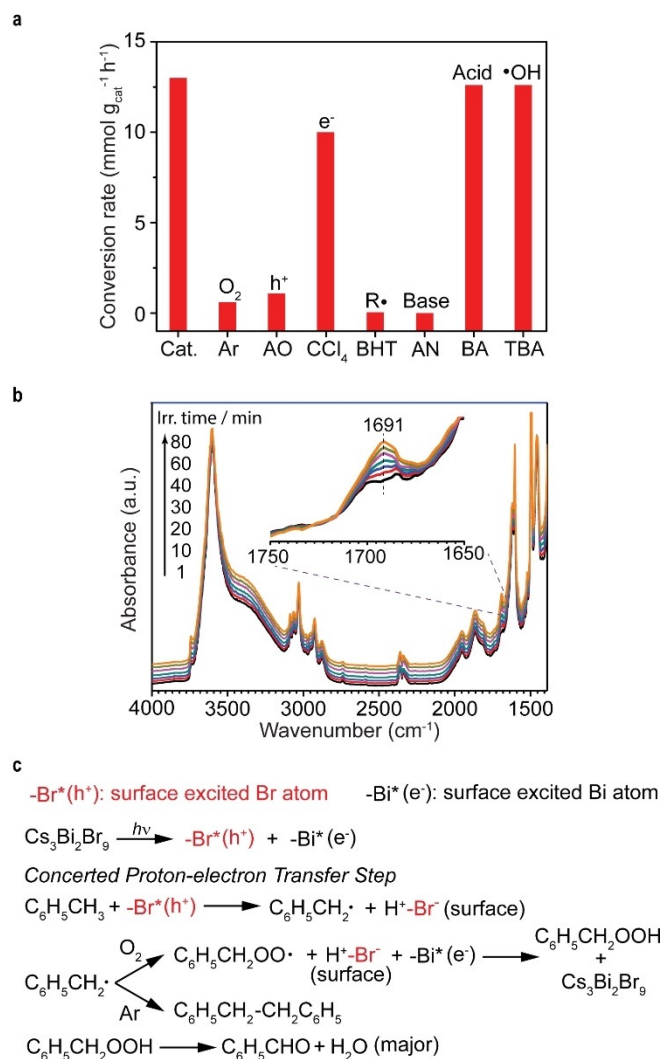 a
Conversion rate (mmol g_cat⁻¹ h⁻¹)
15
10
5
0
O₂
h⁺
e⁻
R•
Base
Acid
•OH
Cat.
Ar
AO
CCl₄
BHT
AN
BA
TBA
b
Irr. time / min
80
60
40
30
20
10
1
1691
1750
1700
1650
Absorbance (a.u.)
4000
3500
3000
2500
2000
1500
Wavenumber (cm⁻¹)
c
-Br*(h⁺): surface excited Br atom
-Bi*(e⁻): surface excited Bi atom
Cs₃Bi₂Br₉ hν → -Br*(h⁺) + -Bi*(e⁻)
Concerted Proton-electron Transfer Step
C₆H₅CH₃ + -Br*(h⁺) → C₆H₅CH₂• + H⁺-Br⁻ (surface)
C₆H₅CH₂•
O₂
C₆H₅CH₂OO• + H⁺-Br⁻ + -Bi*(e⁻) →
(surface)
C₆H₅CH₂OOH
+
Cs₃Bi₂Br₉
Ar
C₆H₅CH₂-CH₂C₆H₅
C₆H₅CH₂OOH → C₆H₅CHO + H₂O (major)